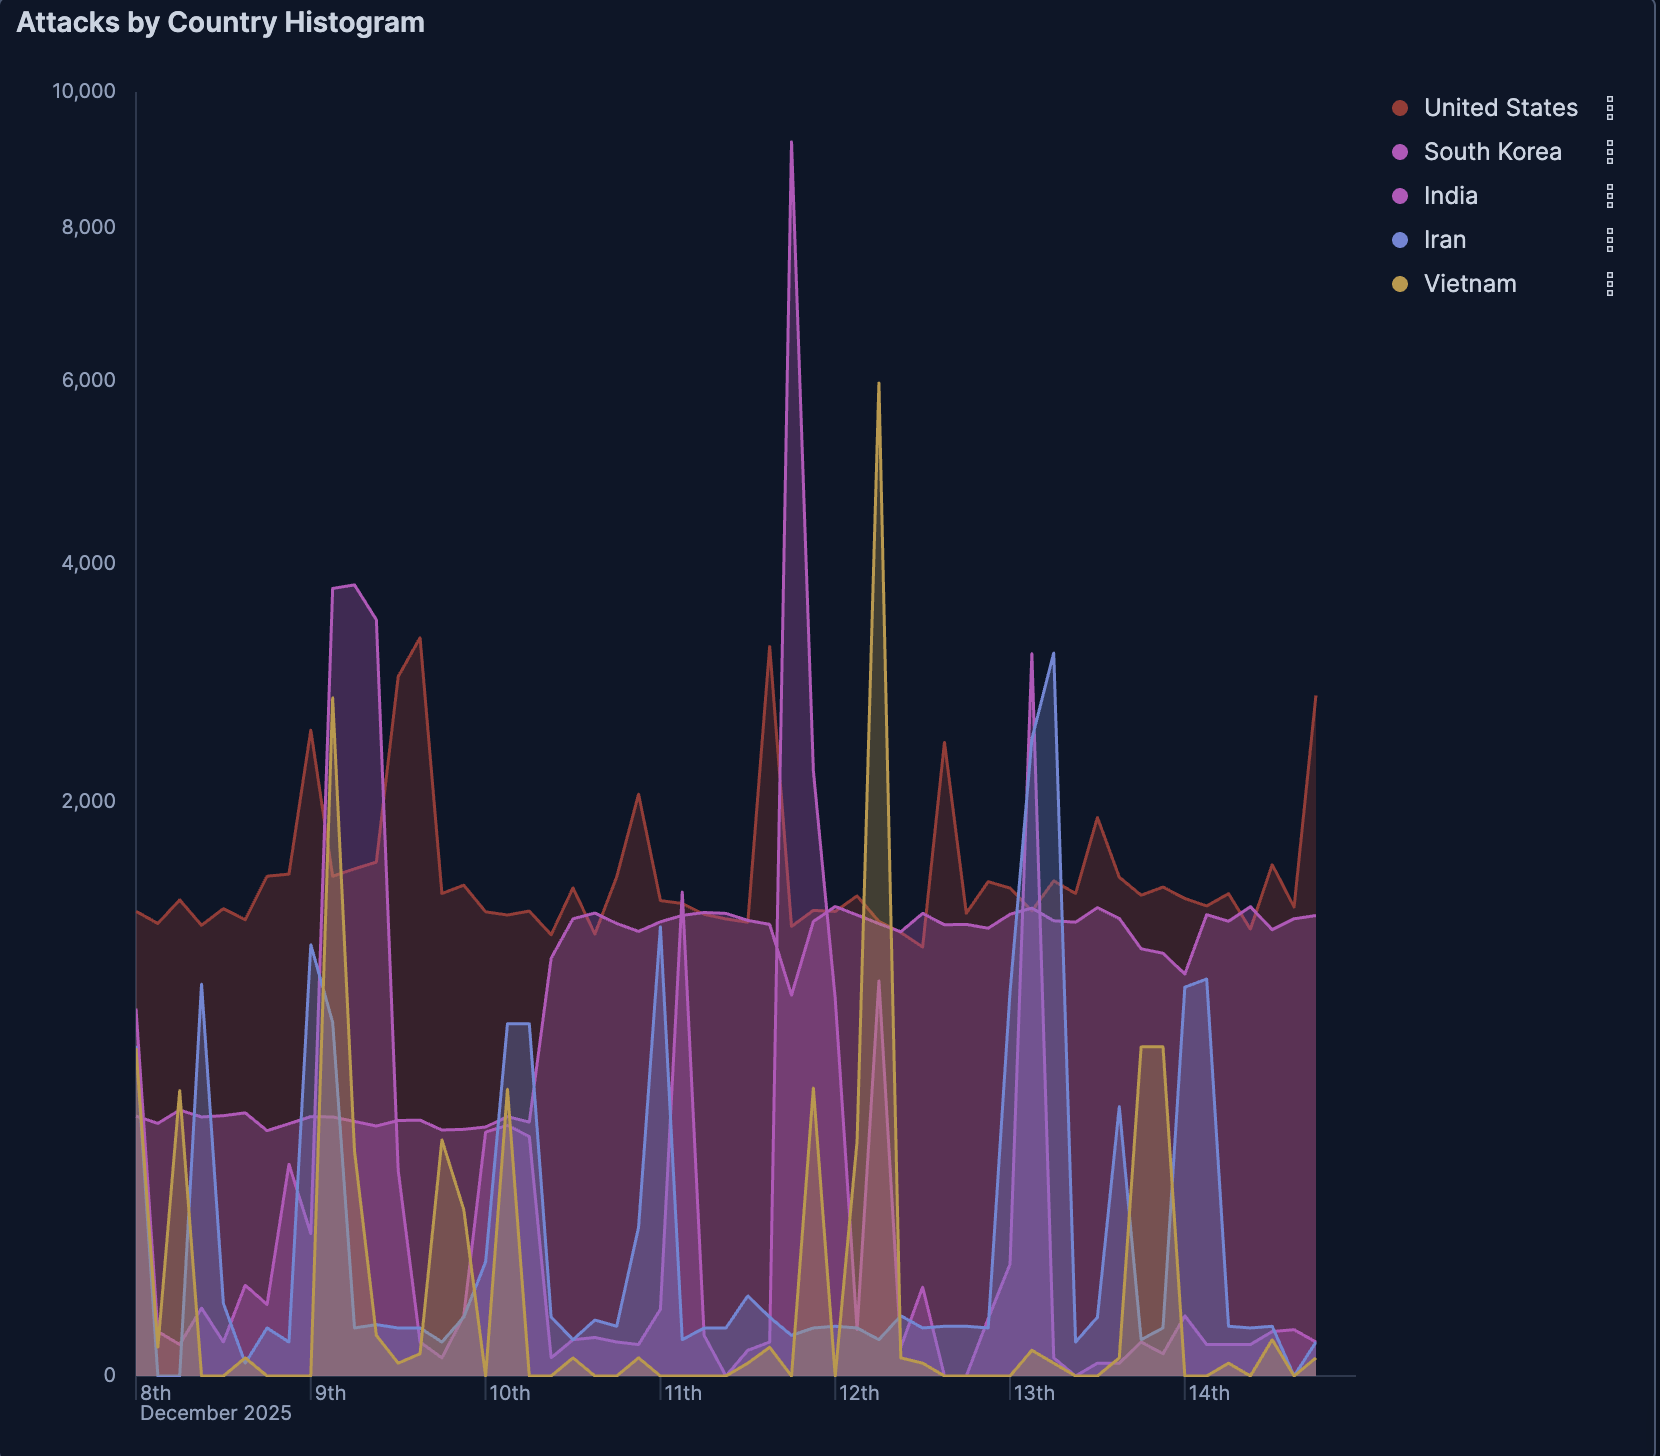 Attacks by Country Histogram
10,000
8,000
6,000
4,000
2,000
0
8th
9th
10th
11th
12th
13th
14th
December 2025
United States
South Korea
India
Iran
Vietnam